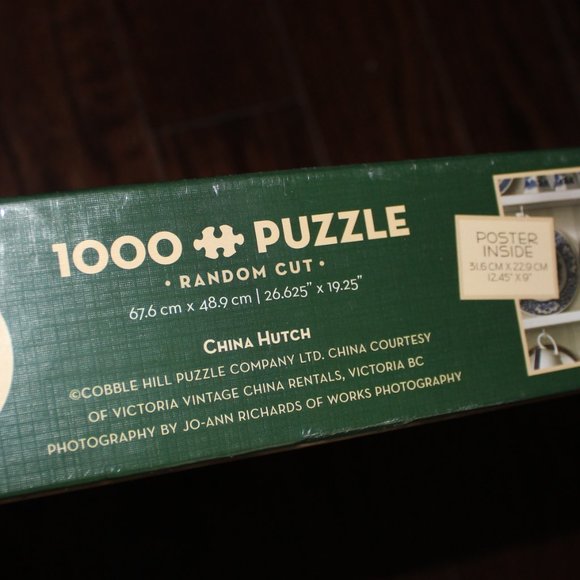 1000 PUZZLE
• RANDOM CUT •
67.6 cm x 48.9 cm | 26.625" x 19.25"
CHINA HUTCH
©COBBLE HILL PUZZLE COMPANY LTD. CHINA COURTESY
OF VICTORIA VINTAGE CHINA RENTALS, VICTORIA BC
PHOTOGRAPHY BY JO-ANN RICHARDS OF WORKS PHOTOGRAPHY
POSTER
INSIDE
31.6 CM X 22.9 CM
12.45" X 9"